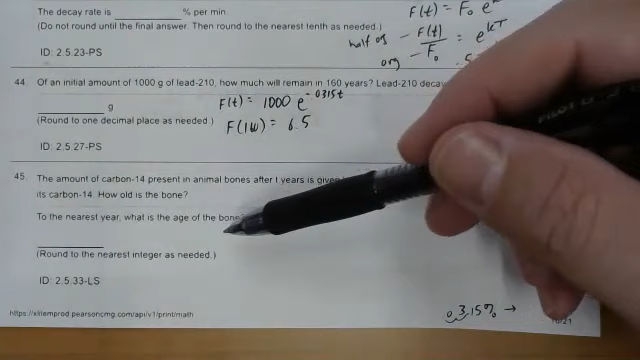 The decay rate is ________ % per min.
(Do not round until the final answer. Then round to the nearest tenth as needed.)
ID: 2.5.23-PS
F(t) = F₀ e
half of - F(t)
org - F₀
= e^kT
.5
44. Of an initial amount of 1000 g of lead-210, how much will remain in 160 years? Lead-210 decay
________ g
(Round to one decimal place as needed.)
ID: 2.5.27-PS
F(t) = 1000 e^-.0315t
F(160) = 6.5
45. The amount of carbon-14 present in animal bones after t years is given
its carbon-14. How old is the bone?
To the nearest year, what is the age of the bone
________
(Round to the nearest integer as needed.)
ID: 2.5.33-LS
03.15% →
https://xlitemprod.pearsoncmg.com/api/v1/print/math
/21